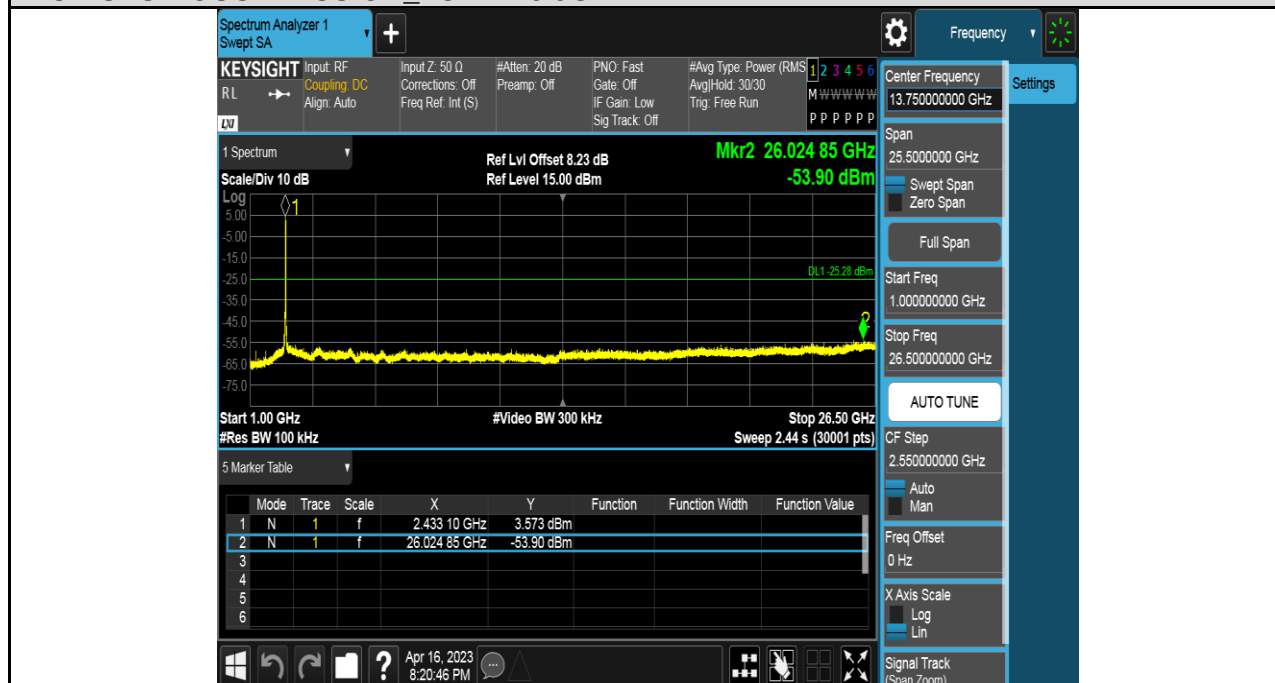 Spectrum Analyzer 1
Swept SA
+
Frequency
KEYSIGHT
RL
LXI
Input: RF
Coupling: DC
Align: Auto
Input Z: 50 Ω
Corrections: Off
Freq Ref: Int (S)
#Atten: 20 dB
Preamp: Off
PNO: Fast
Gate: Off
IF Gain: Low
Sig Track: Off
#Avg Type: Power (RMS
Avg|Hold: 30/30
Trig: Free Run
1 2 3 4 5 6
M W W W W W
P P P P P P
1 Spectrum
Scale/Div 10 dB
Ref Lvl Offset 8.23 dB
Ref Level 15.00 dBm
Mkr2 26.024 85 GHz
-53.90 dBm
Log
1
5.00
-5.00
-15.0
-25.0
DL1 -25.28 dBm
-35.0
-45.0
2
-55.0
-65.0
-75.0
Start 1.00 GHz
#Video BW 300 kHz
Stop 26.50 GHz
#Res BW 100 kHz
Sweep 2.44 s (30001 pts)
5 Marker Table
Mode Trace Scale X Y Function Function Width Function Value
1 N 1 f 2.433 10 GHz 3.573 dBm
2 N 1 f 26.024 85 GHz -53.90 dBm
3
4
5
6
Apr 16, 2023
8:20:46 PM
?
Center Frequency
13.750000000 GHz
Settings
Span
25.5000000 GHz
Swept Span
Zero Span
Full Span
Start Freq
1.000000000 GHz
Stop Freq
26.500000000 GHz
AUTO TUNE
CF Step
2.550000000 GHz
Auto
Man
Freq Offset
0 Hz
X Axis Scale
Log
Lin
Signal Track
(Span Zoom)